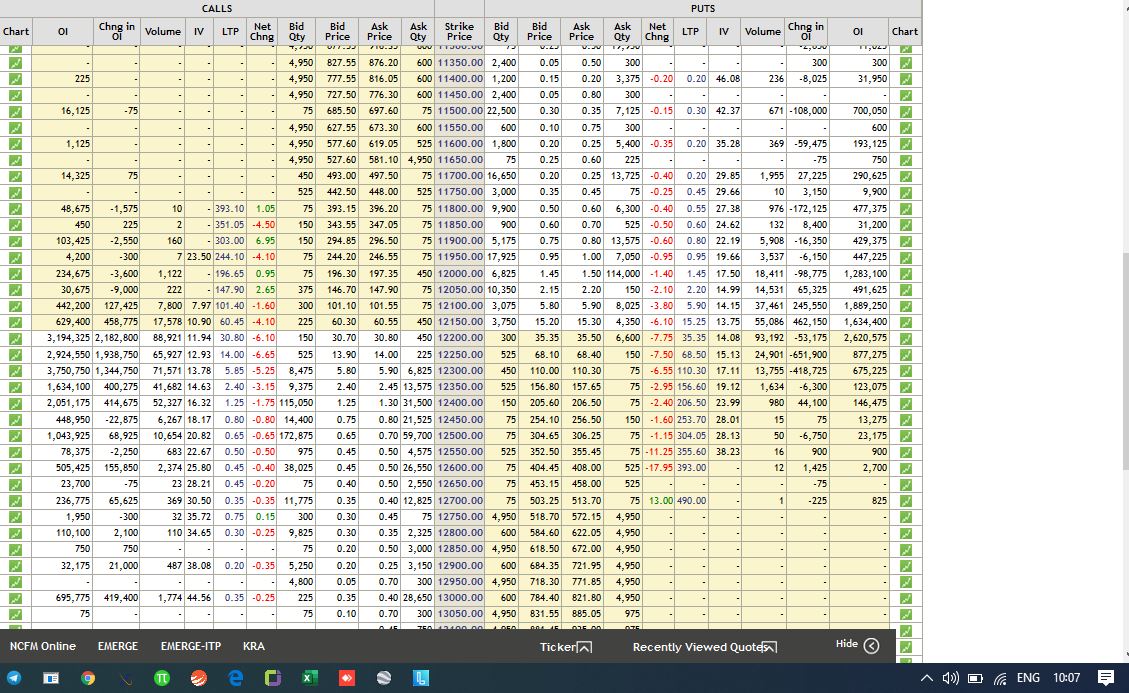 CALLS PUTS
Chart OI Chng in OI Volume IV LTP Net Chng Bid Qty Bid Price Ask Price Ask Qty Strike Price Bid Qty Bid Price Ask Price Ask Qty Net Chng LTP IV Volume Chng in OI OI Chart
- - - - - - 4,950 827.55 876.20 600 11350.00 2,400 0.05 0.50 300 - - - - 300 300
225 - - - - - 4,950 777.55 816.05 600 11400.00 1,200 0.15 0.20 3,375 -0.20 0.20 46.08 236 -8,025 31,950
- - - - - - 4,950 727.50 776.30 600 11450.00 2,400 0.05 0.80 300 - - - - - -
16,125 -75 - - - - 75 685.50 697.60 75 11500.00 22,500 0.30 0.35 7,125 -0.15 0.30 42.37 671 -108,000 700,050
- - - - - - 4,950 627.55 673.30 600 11550.00 600 0.10 0.75 300 - - - - - 600
1,125 - - - - - 4,950 577.60 619.05 525 11600.00 1,800 0.20 0.25 5,400 -0.35 0.20 35.28 369 -59,475 193,125
- - - - - - 4,950 527.60 581.10 4,950 11650.00 75 0.25 0.60 225 - - - - -75 750
14,325 75 - - - - 450 493.00 497.50 75 11700.00 16,650 0.20 0.25 13,725 -0.40 0.20 29.85 1,955 27,225 290,625
- - - - - - 525 442.50 448.00 525 11750.00 3,000 0.35 0.45 75 -0.25 0.45 29.66 10 3,150 9,900
48,675 -1,575 10 - 393.10 1.05 75 393.15 396.20 75 11800.00 9,900 0.50 0.60 6,300 -0.40 0.55 27.38 976 -172,125 477,375
450 225 2 - 351.05 -4.50 150 343.55 347.05 75 11850.00 900 0.60 0.70 525 -0.50 0.60 24.62 132 8,400 31,200
103,425 -2,550 160 - 303.00 6.95 150 294.85 296.50 75 11900.00 5,175 0.75 0.80 13,575 -0.60 0.80 22.19 5,908 -16,350 429,375
4,200 -300 7 23.50 244.10 -4.10 75 244.20 246.55 75 11950.00 17,925 0.95 1.00 7,050 -0.95 0.95 19.66 3,537 -6,150 447,225
234,675 -3,600 1,122 - 196.65 0.95 75 196.30 197.35 450 12000.00 6,825 1.45 1.50 114,000 -1.40 1.45 17.50 18,411 -98,775 1,283,100
30,675 -9,000 222 - 147.90 2.65 375 146.70 147.90 75 12050.00 10,350 2.15 2.20 150 -2.10 2.20 14.99 14,531 65,325 491,625
442,200 127,425 7,800 7.97 101.40 -1.60 300 101.10 101.55 75 12100.00 3,075 5.80 5.90 8,025 -3.80 5.90 14.15 37,461 245,550 1,889,250
629,400 458,775 17,578 10.90 60.45 -4.10 225 60.30 60.55 450 12150.00 3,750 15.20 15.30 4,350 -6.10 15.25 13.75 55,086 462,150 1,634,400
3,194,325 2,182,800 88,921 11.94 30.80 -6.10 150 30.70 30.80 450 12200.00 300 35.35 35.50 6,600 -7.75 35.35 14.08 93,192 -53,175 2,620,575
2,924,550 1,938,750 65,927 12.93 14.00 -6.65 525 13.90 14.00 225 12250.00 525 68.10 68.40 150 -7.50 68.50 15.13 24,901 -651,900 877,275
3,750,750 1,344,750 71,571 13.78 5.85 -5.25 8,475 5.80 5.90 6,825 12300.00 450 110.00 110.30 75 -6.55 110.30 17.11 13,755 -418,725 675,225
1,634,100 400,275 41,682 14.63 2.40 -3.15 9,375 2.40 2.45 13,575 12350.00 525 156.80 157.65 75 -2.95 156.60 19.12 1,634 -6,300 123,075
2,051,175 414,675 52,327 16.32 1.25 -1.75 115,050 1.25 1.30 31,500 12400.00 150 205.60 206.50 75 -2.40 206.50 23.99 980 44,100 146,475
448,950 -22,875 6,267 18.17 0.80 -0.80 14,400 0.75 0.80 21,525 12450.00 75 254.10 256.50 150 -1.60 253.70 28.01 15 75 13,275
1,043,925 68,925 10,654 20.82 0.65 -0.65 172,875 0.65 0.70 59,700 12500.00 75 304.65 306.25 75 -1.15 304.05 28.13 50 -6,750 23,175
78,375 -2,250 683 22.67 0.50 -0.50 975 0.45 0.50 4,575 12550.00 525 352.50 355.45 75 -11.25 355.60 38.23 16 900 900
505,425 155,850 2,374 25.80 0.45 -0.40 38,025 0.45 0.50 26,550 12600.00 75 404.45 408.00 525 -17.95 393.00 - 12 1,425 2,700
23,700 -75 23 28.21 0.45 -0.20 75 0.40 0.50 2,550 12650.00 75 453.15 458.00 525 - - - - -75 -
236,775 65,625 369 30.50 0.35 -0.35 11,775 0.35 0.40 12,825 12700.00 75 503.25 513.70 75 13.00 490.00 - 1 -225 825
1,950 -300 32 35.72 0.75 0.15 300 0.30 0.45 75 12750.00 4,950 518.70 572.15 4,950 - - - - - -
110,100 2,100 110 34.65 0.30 -0.25 9,825 0.30 0.35 2,325 12800.00 600 584.60 622.05 4,950 - - - - - -
750 750 - - - - 75 0.20 0.50 3,000 12850.00 4,950 618.50 672.00 4,950 - - - - - -
32,175 21,000 487 38.08 0.20 -0.35 5,250 0.20 0.25 3,150 12900.00 600 684.35 721.95 4,950 - - - - - -
- - - - - - 4,800 0.05 0.70 300 12950.00 4,950 718.30 771.85 4,950 - - - - - -
695,775 419,400 1,774 44.56 0.35 -0.25 225 0.35 0.40 28,650 13000.00 600 784.40 821.80 4,950 - - - - - -
75 - - - - - 75 0.10 0.70 300 13050.00 4,950 831.55 885.05 975 - - - - - -
NCFM Online EMERGE EMERGE-ITP KRA Ticker Recently Viewed Quotes Hide
ENG 10:07